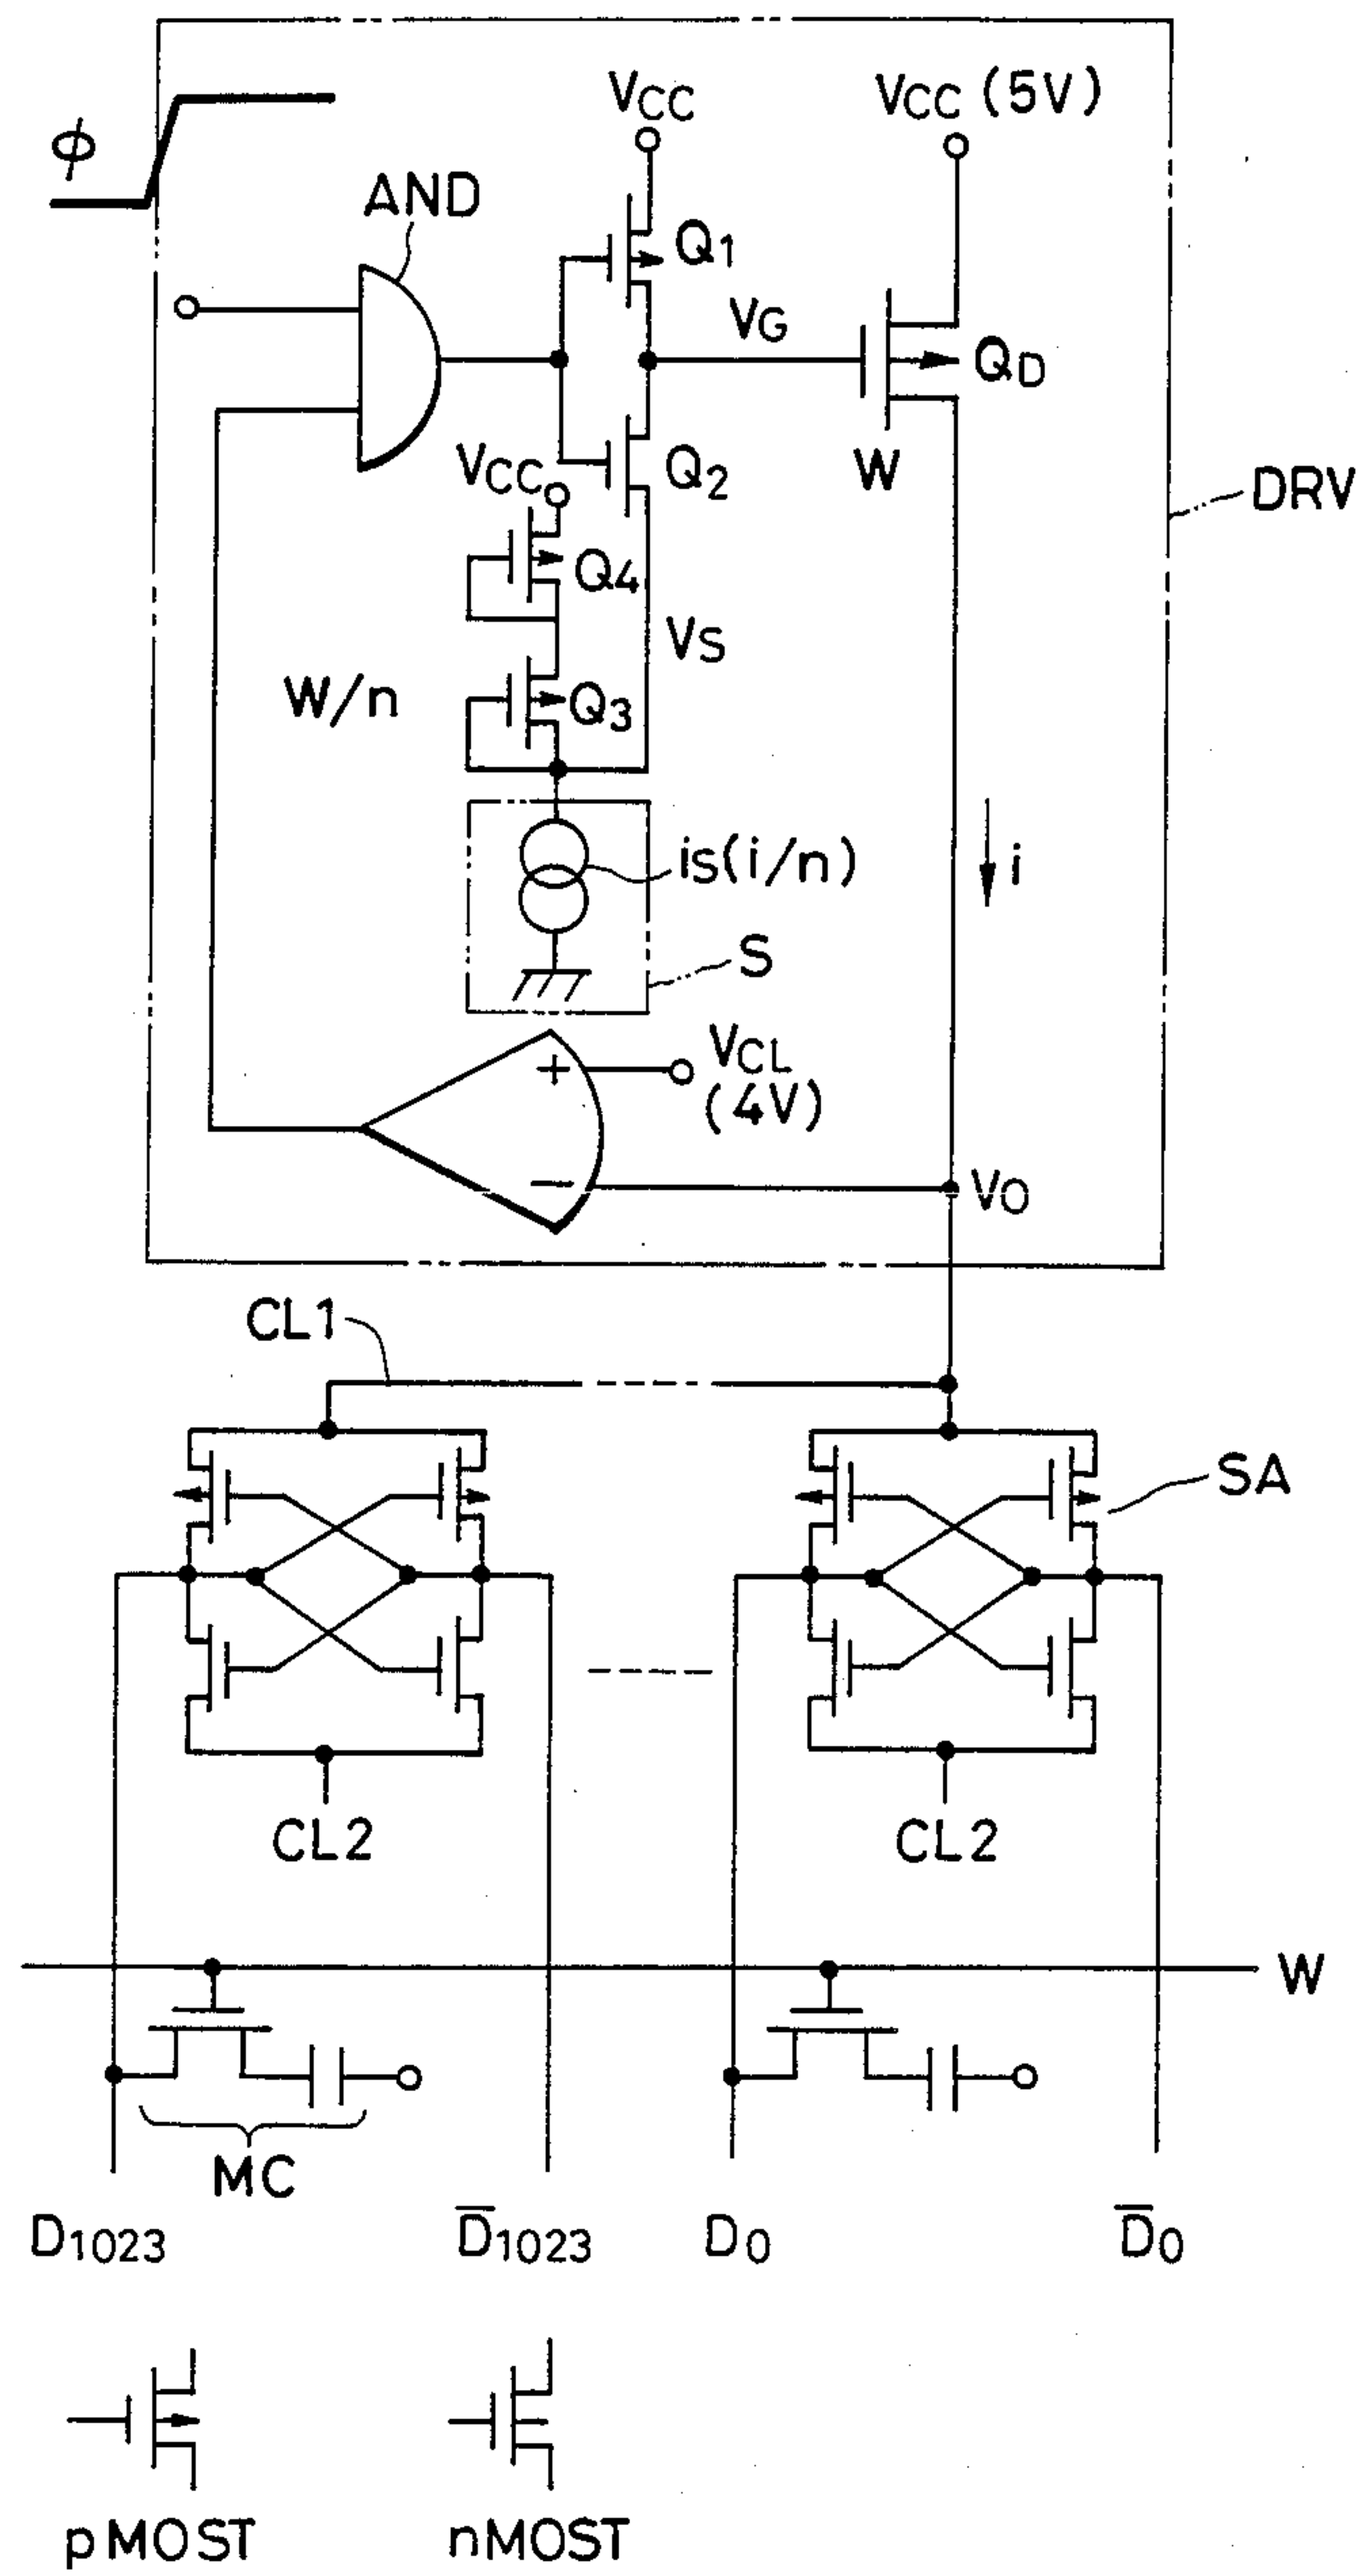 VCC
VCC (5V)
ϕ
AND
Q1
VG
QD
W
VCC
Q2
DRV
Q4
VS
W/n
Q3
iS(i/n)
i
S
+
VCL
(4V)
−
VO
CL1
SA
CL2
CL2
W
MC
D1023
D̅1023
D0
D̅0
pMOST
nMOST